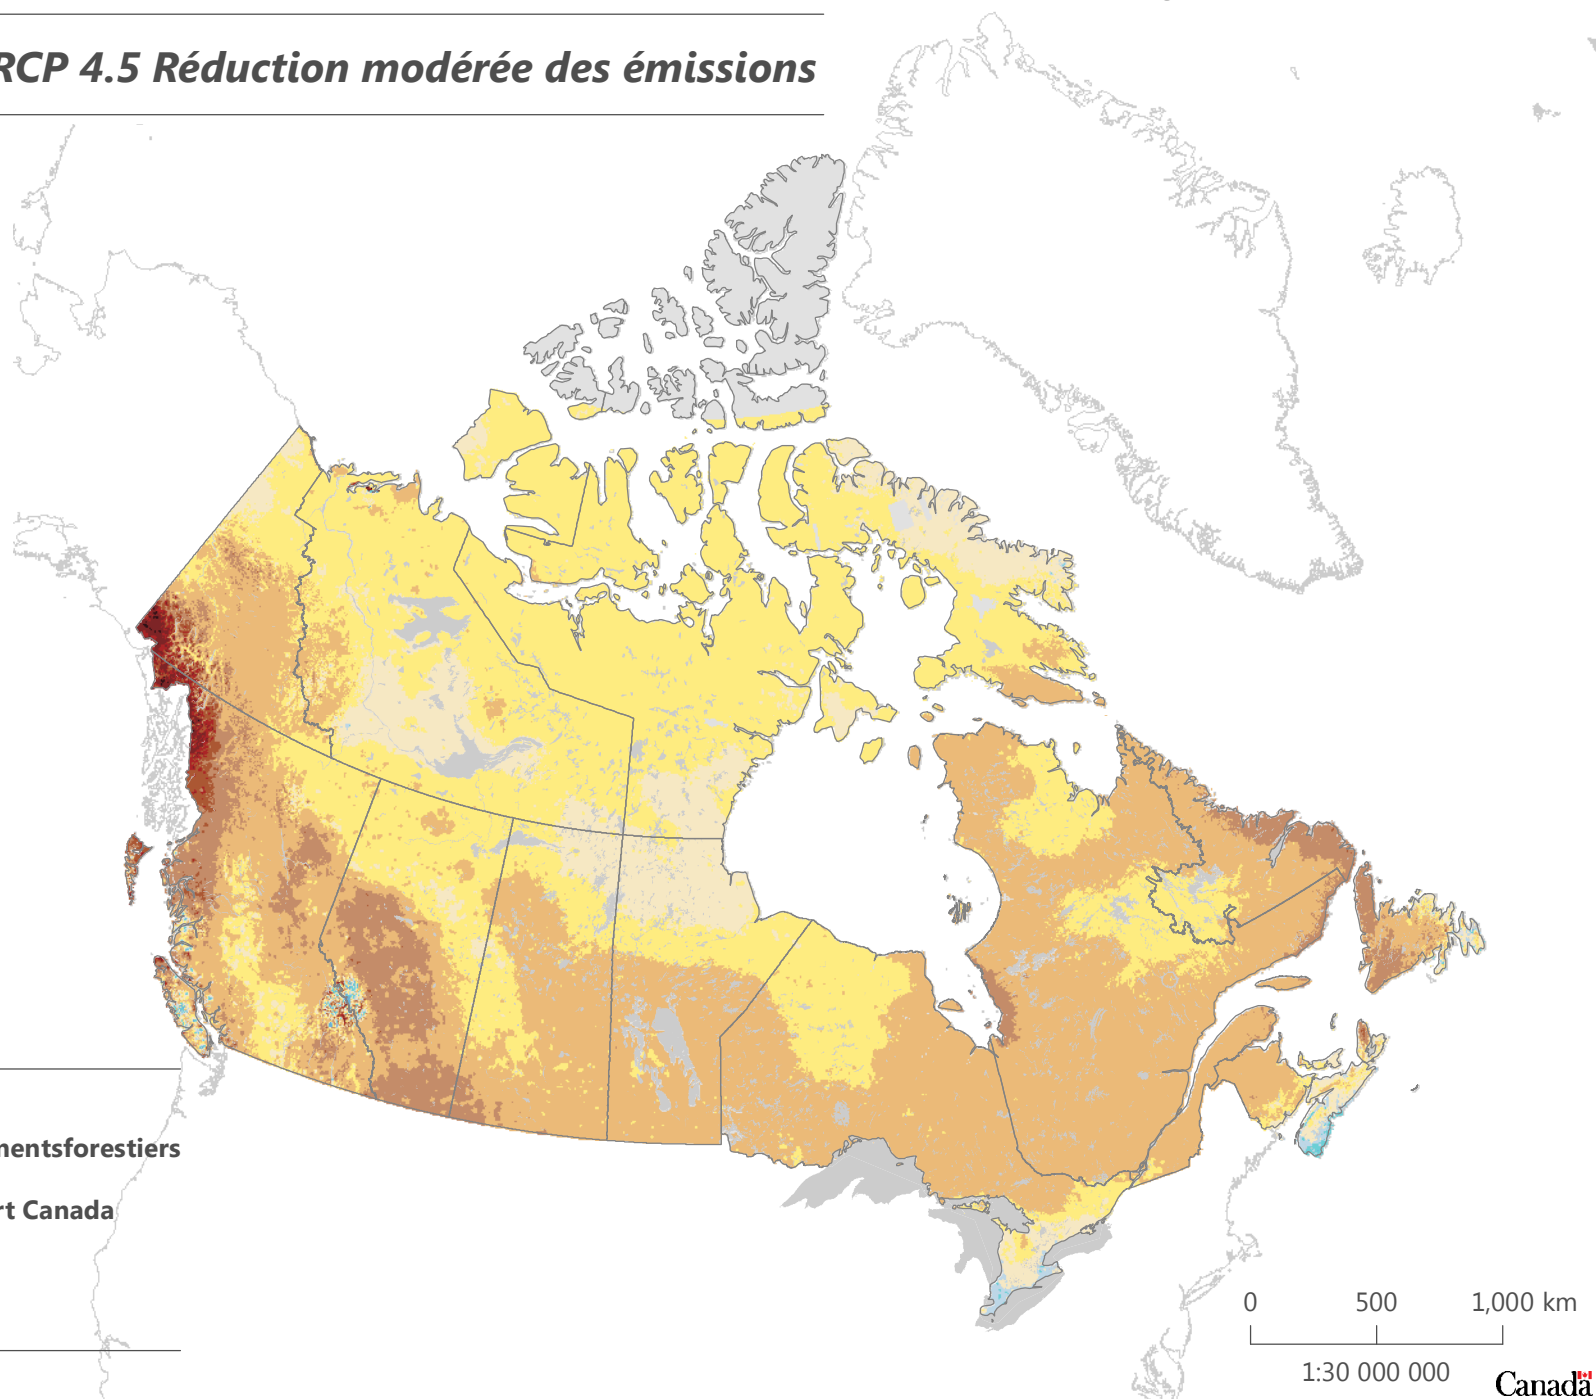 RCP 4.5 Réduction modérée des émissions
mentsforestiers
rt Canada
0 500 1,000 km
1:30 000 000
Canada